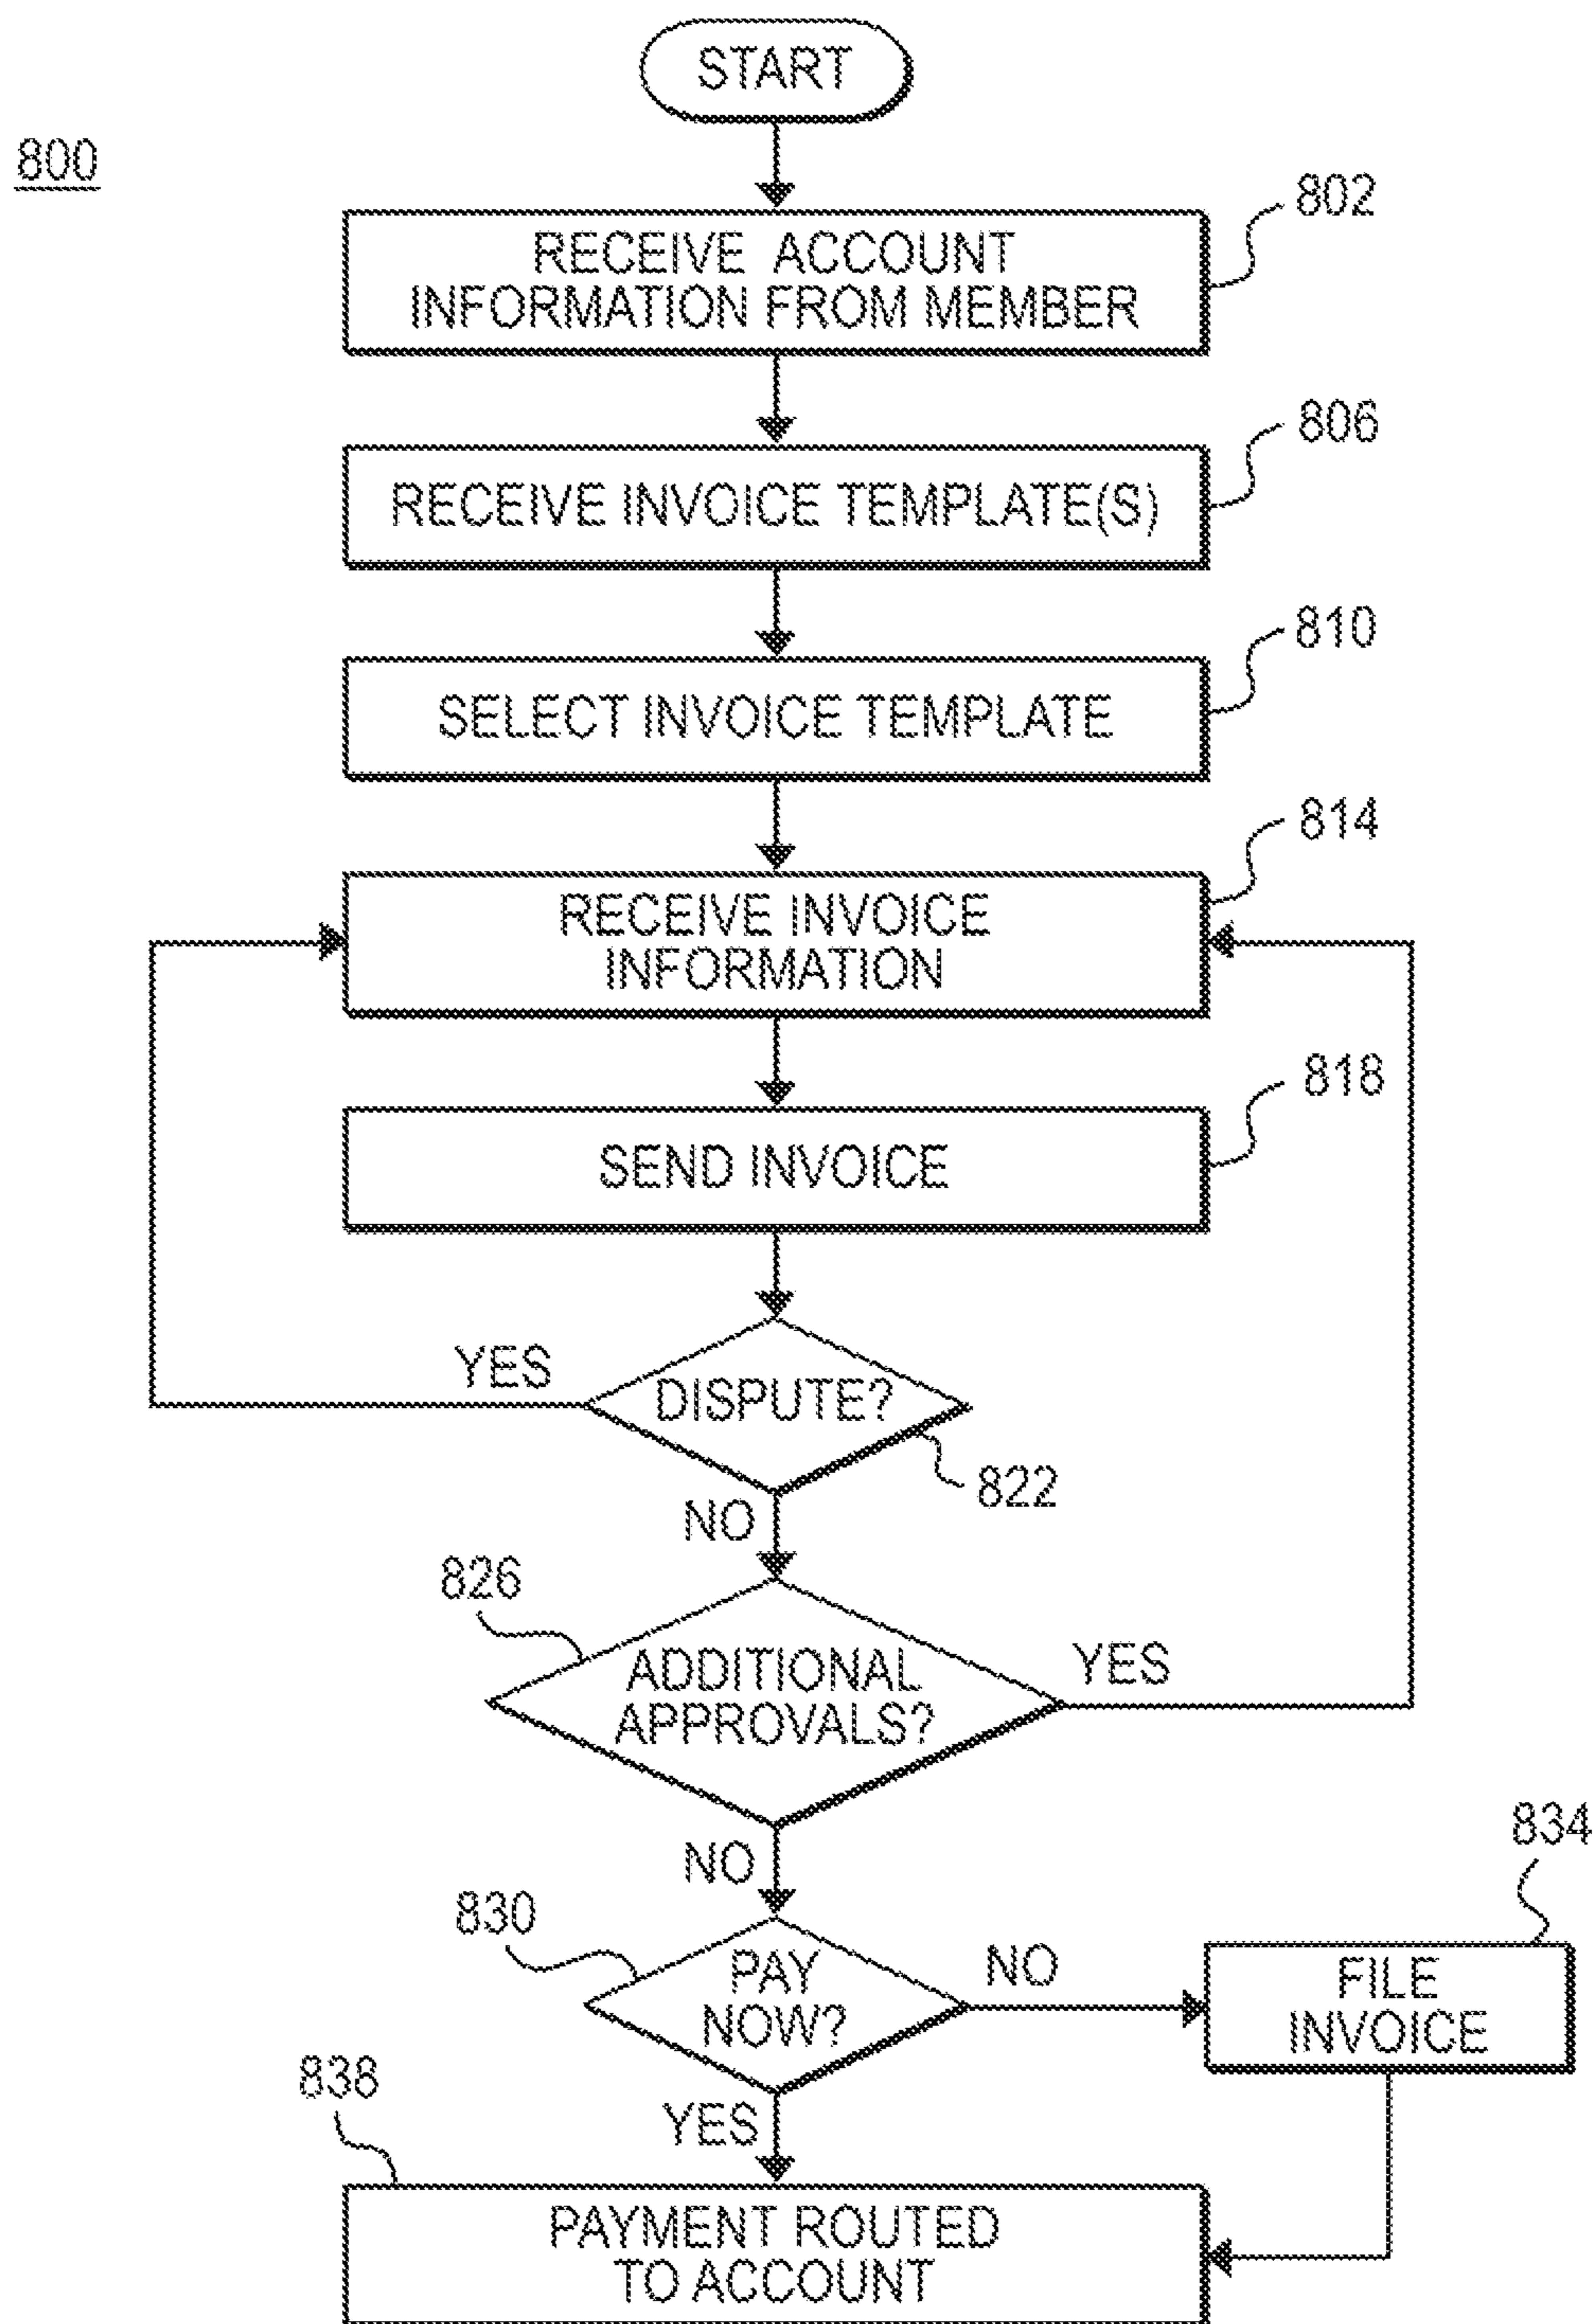 START
800
802
RECEIVE ACCOUNT
INFORMATION FROM MEMBER
806
RECEIVE INVOICE TEMPLATE(S)
810
SELECT INVOICE TEMPLATE
814
RECEIVE INVOICE
INFORMATION
818
SEND INVOICE
YES
DISPUTE?
822
NO
826
ADDITIONAL
APPROVALS?
YES
NO
834
830
PAY
NOW?
NO
FILE
INVOICE
838
YES
PAYMENT ROUTED
TO ACCOUNT